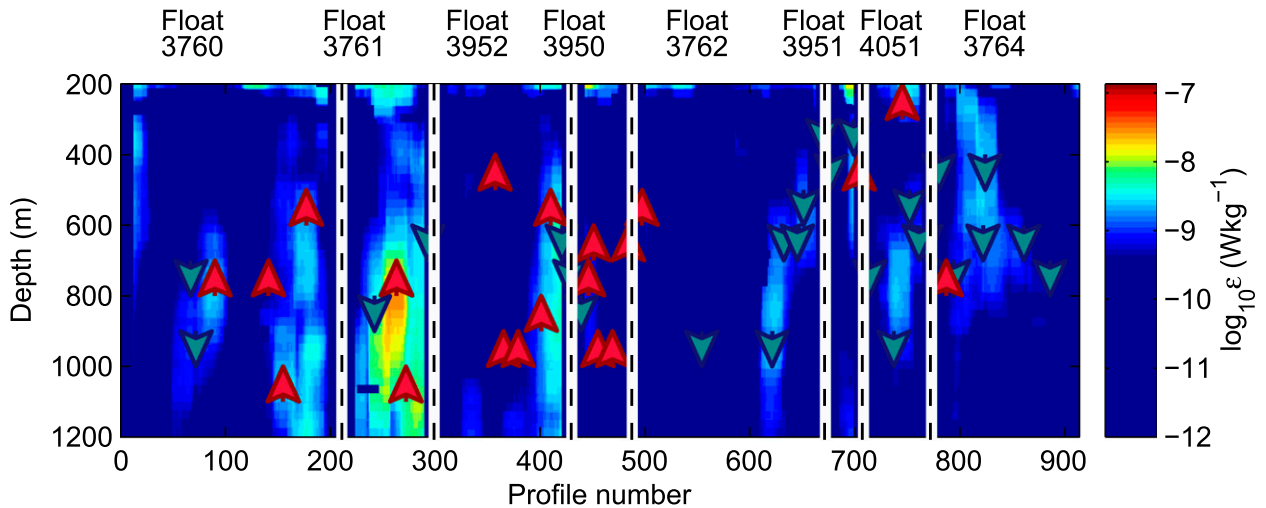 Float Float Float Float Float Float Float Float
3760 3761 3952 3950 3762 3951 4051 3764
200
400
600
800
1000
1200
Depth (m)
0 100 200 300 400 500 600 700 800 900
Profile number
−7
−8
−9
−10
−11
−12
log10ε (Wkg−1)